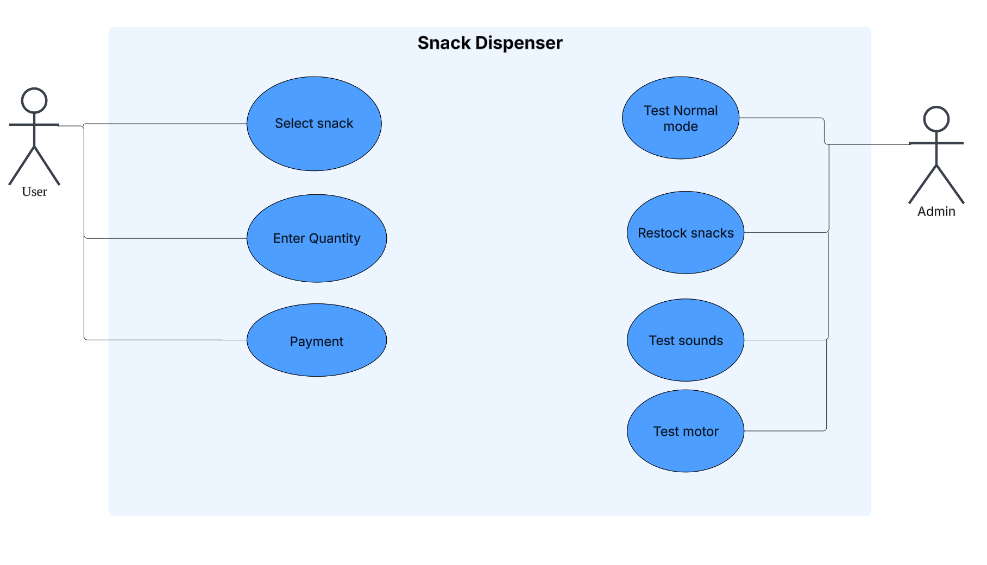 Snack Dispenser
User
Select snack
Enter Quantity
Payment
Test Normal
mode
Restock snacks
Test sounds
Test motor
Admin